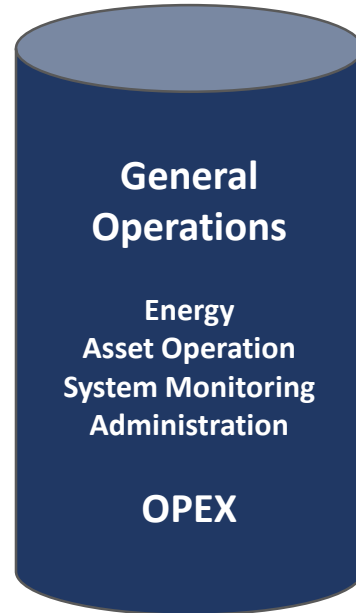 General
Operations
Energy
Asset Operation
System Monitoring
Administration
OPEX